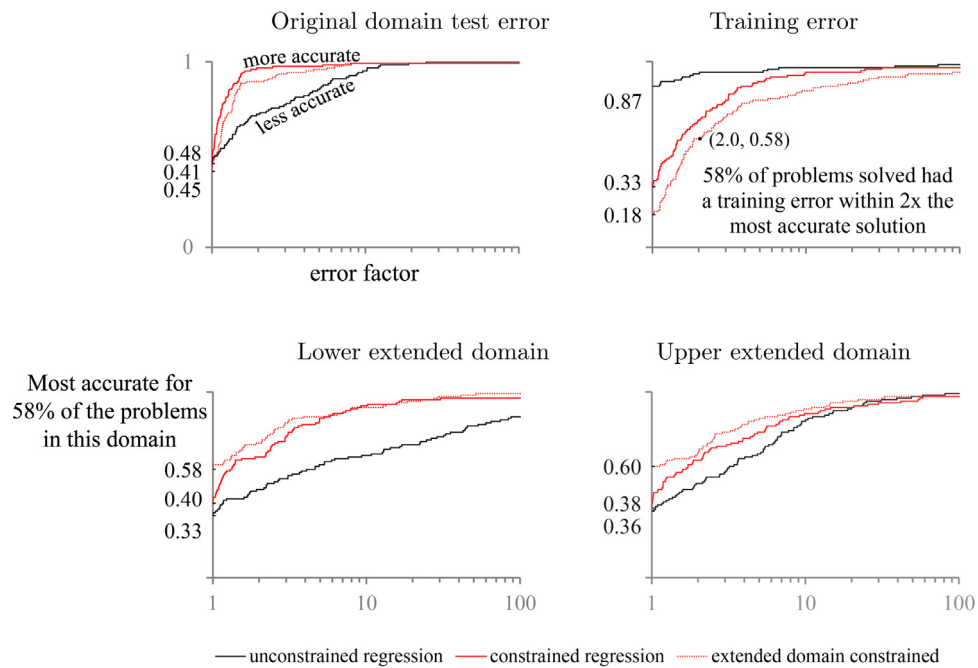 Original domain test error
Training error
more accurate
less accurate
1
0.48
0.41
0.45
0
error factor
0.87
0.33
0.18
(2.0, 0.58)
58% of problems solved had
a training error within 2x the
most accurate solution
1
10
100
Lower extended domain
Upper extended domain
Most accurate for
58% of the problems
in this domain
0.58
0.40
0.33
1
10
100
0.60
0.38
0.36
1
10
100
unconstrained regression
constrained regression
extended domain constrained